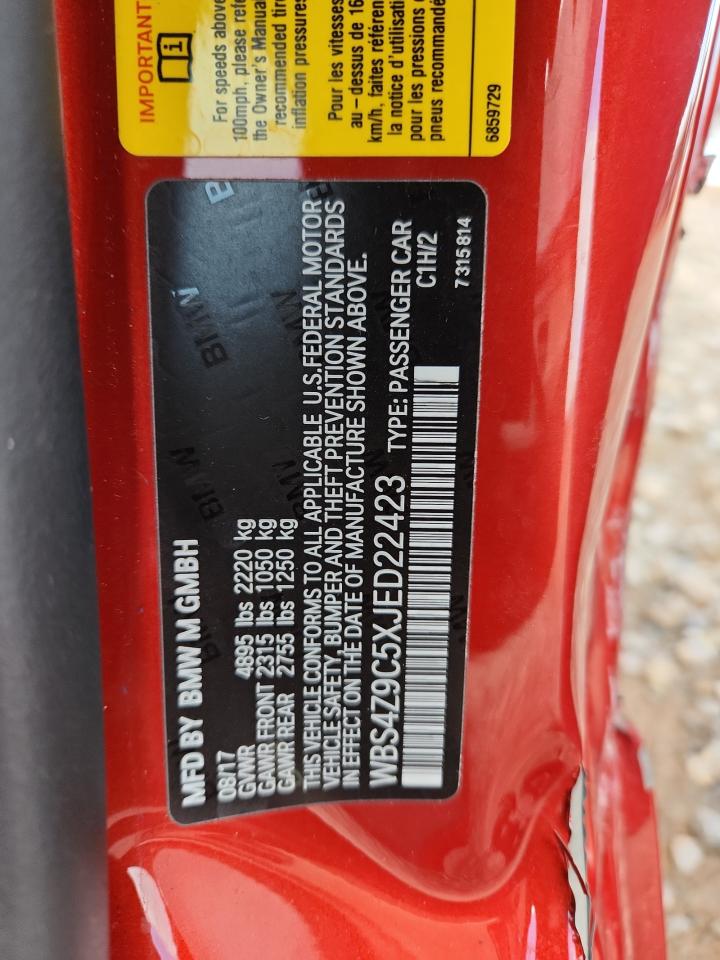 IMPORTANT
i
For speeds above
100mph, please refe
the Owner's Manua
recommended tire
inflation pressures
Pour les vitesses
au - dessus de 16
km/h, faites référen
la notice d'utilisati
pour les pressions d
pneus recommandé
6859729
MFD BY BMW M GMBH
08/17
GVWR 4895 lbs 2220 kg
GAWR FRONT 2315 lbs 1050 kg
GAWR REAR 2755 lbs 1250 kg
THIS VEHICLE CONFORMS TO ALL APPLICABLE U.S. FEDERAL MOTOR
VEHICLE SAFETY, BUMPER AND THEFT PREVENTION STANDARDS
IN EFFECT ON THE DATE OF MANUFACTURE SHOWN ABOVE.
WBS4Z9C5XJED22423 TYPE: PASSENGER CAR
C1H/2
7315814
BMW
BMW